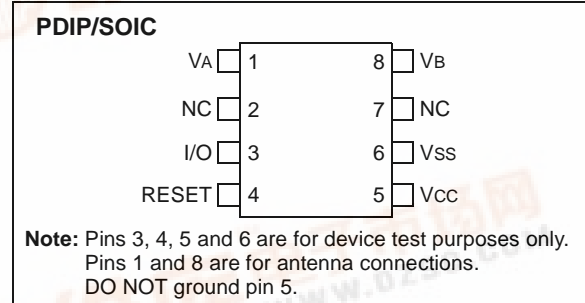 PDIP/SOIC
VA 1 8 VB
NC 2 7 NC
I/O 3 6 VSS
RESET 4 5 VCC
Note: Pins 3, 4, 5 and 6 are for device test purposes only.
Pins 1 and 8 are for antenna connections.
DO NOT ground pin 5.